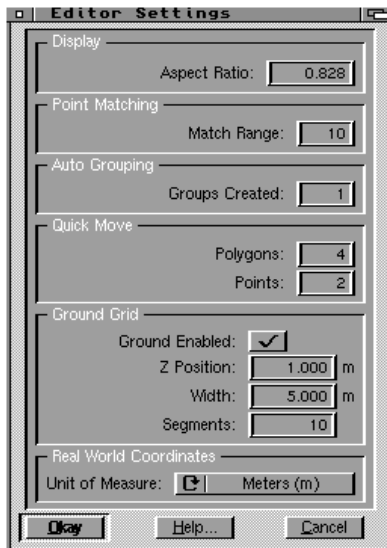 Editor Settings
Display
Aspect Ratio: 0.828
Point Matching
Match Range: 10
Auto Grouping
Groups Created: 1
Quick Move
Polygons: 4
Points: 2
Ground Grid
Ground Enabled:
Z Position: 1.000 m
Width: 5.000 m
Segments: 10
Real World Coordinates
Unit of Measure: Meters (m)
Okay Help... Cancel